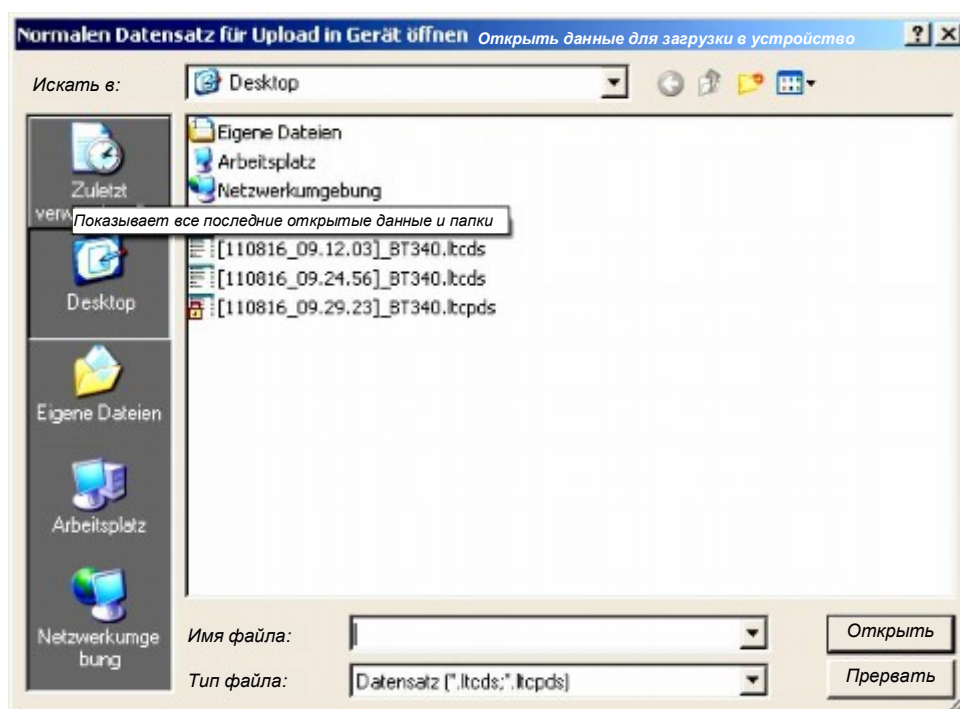 Normalen Datensatz für Upload in Gerät öffnen Открыть данные для загрузки в устройство
Искать в: Desktop
Eigene Dateien
Arbeitsplatz
Netzwerkumgebung
Zuletzt
Показывает все последние открытые данные и папки
[110816_09.12.03]_BT340.ltcds
[110816_09.24.56]_BT340.ltcds
[110816_09.29.23]_BT340.ltcpds
Desktop
Eigene Dateien
Arbeitsplatz
Netzwerkumge
bung
Имя файла:
Открыть
Тип файла: Datensatz (*.ltcds;*.ltcpds)
Прервать